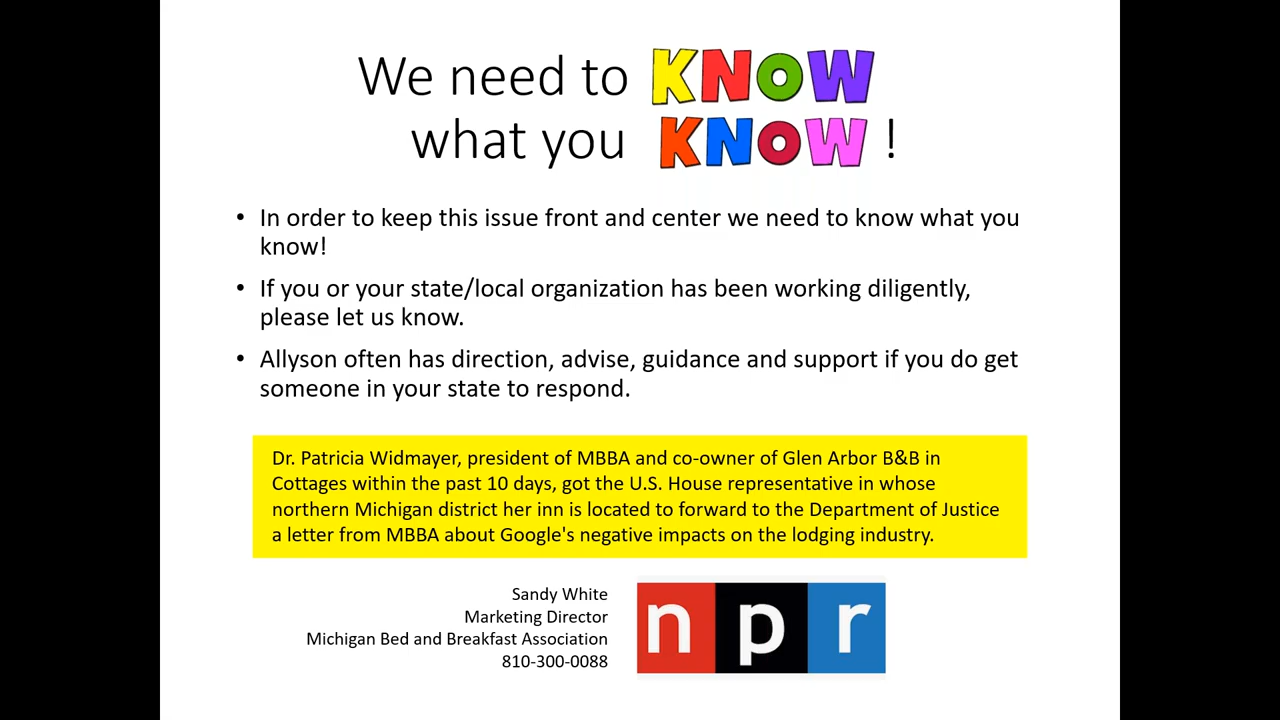 We need to KNOW
what you KNOW !
• In order to keep this issue front and center we need to know what you
know!
• If you or your state/local organization has been working diligently,
please let us know.
• Allyson often has direction, advise, guidance and support if you do get
someone in your state to respond.
Dr. Patricia Widmayer, president of MBBA and co-owner of Glen Arbor B&B in
Cottages within the past 10 days, got the U.S. House representative in whose
northern Michigan district her inn is located to forward to the Department of Justice
a letter from MBBA about Google's negative impacts on the lodging industry.
Sandy White
Marketing Director
Michigan Bed and Breakfast Association
810-300-0088
npr